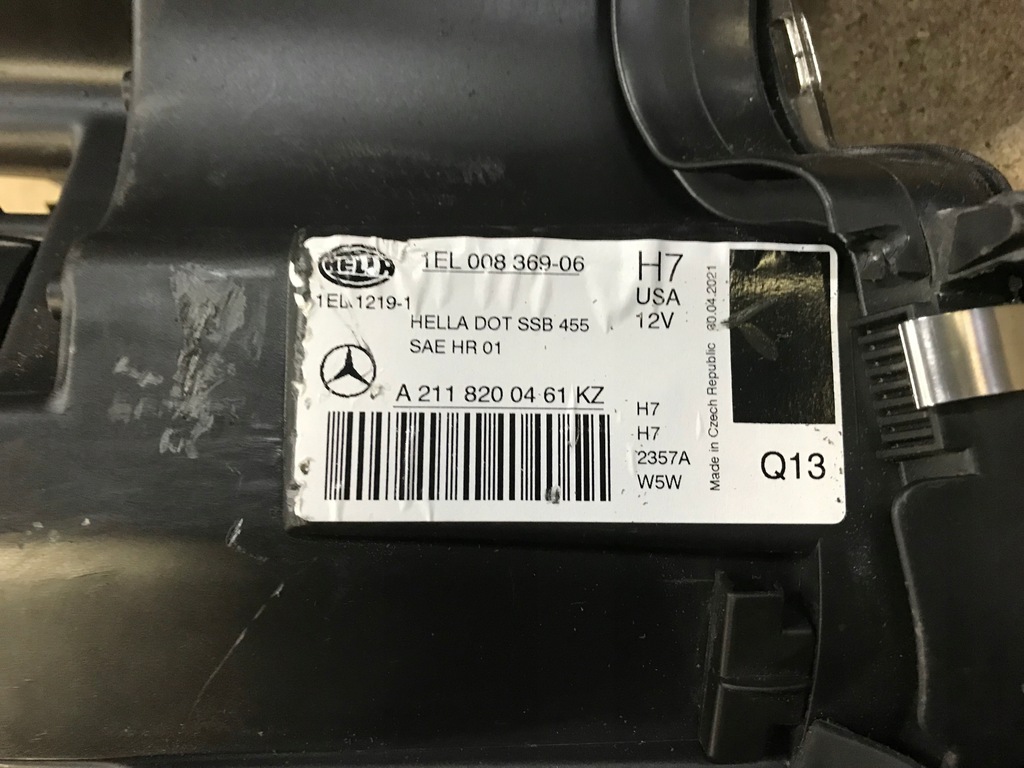 HELLA
1EL 008 369-06
1EL 1219-1
HELLA DOT SSB 455
SAE HR 01
A 211 820 04 61 KZ
H7
USA
12V
H7
H7
2357A
W5W
Made in Czech Republic 30.04.2021
Q13